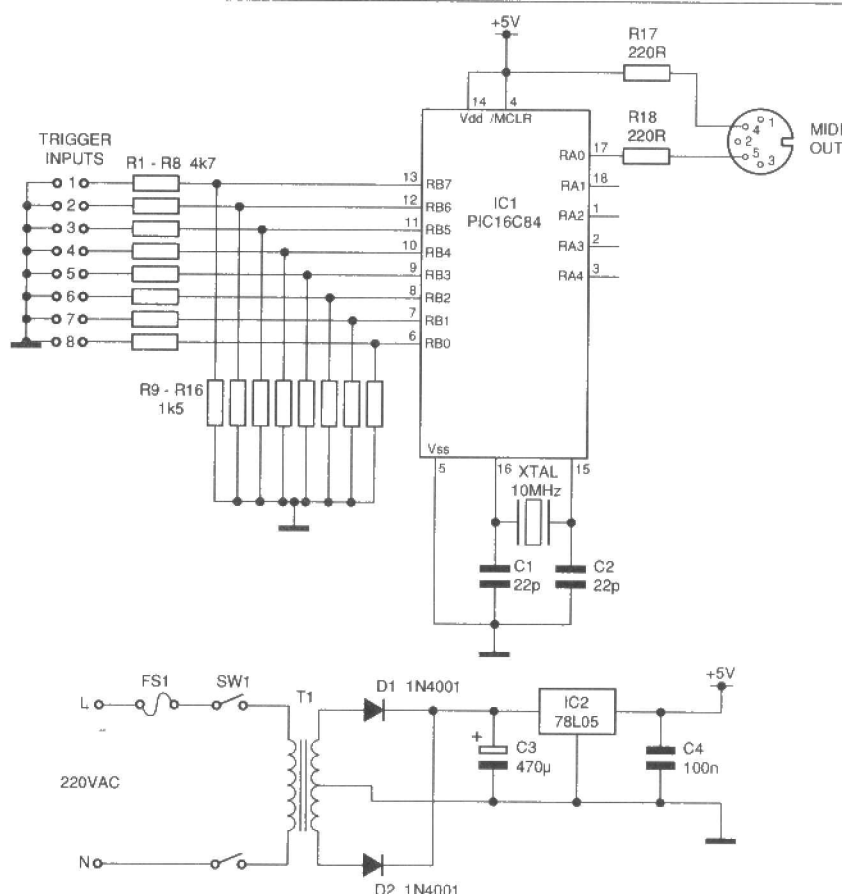 +5V
R17
220R
14
4
Vdd /MCLR
R18
220R
1
4
2
5
3
MIDI
OUT
TRIGGER
INPUTS
R1 - R8 4k7
1
2
3
4
5
6
7
8
13
12
11
10
9
8
7
6
RB7
RB6
RB5
RB4
RB3
RB2
RB1
RB0
IC1
PIC16C84
RA0
RA1
RA2
RA3
RA4
17
18
1
2
3
R9 - R16
1k5
Vss
5
16
XTAL
10MHz
15
C1
22p
C2
22p
FS1
SW1
T1
D1 1N4001
L
220VAC
N
+
C3
470µ
IC2
78L05
+5V
C4
100n
D2 1N4001